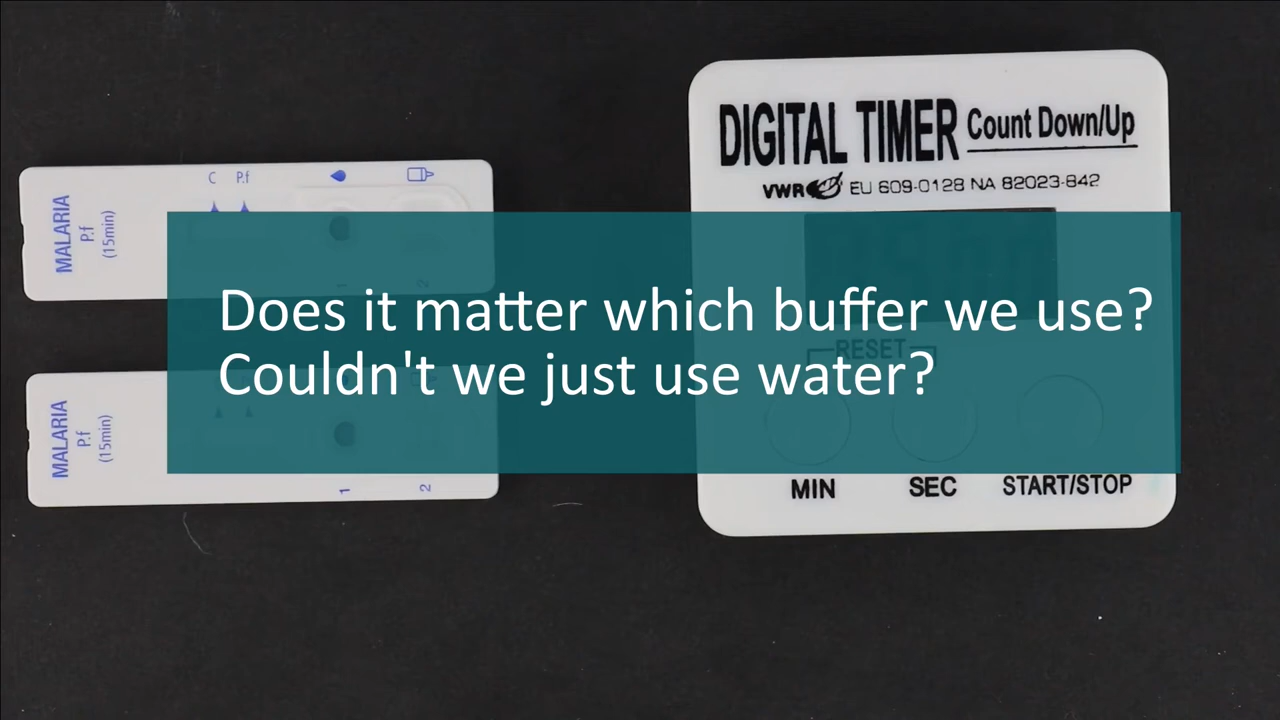 DIGITAL TIMER Count Down/Up
VWR EU 609-0128 NA 82023-842
C P.f
MALARIA
P.f
(15min)
1
2
Does it matter which buffer we use?
Couldn't we just use water?
RESET
MALARIA
P.f
(15min)
1
2
MIN SEC START/STOP